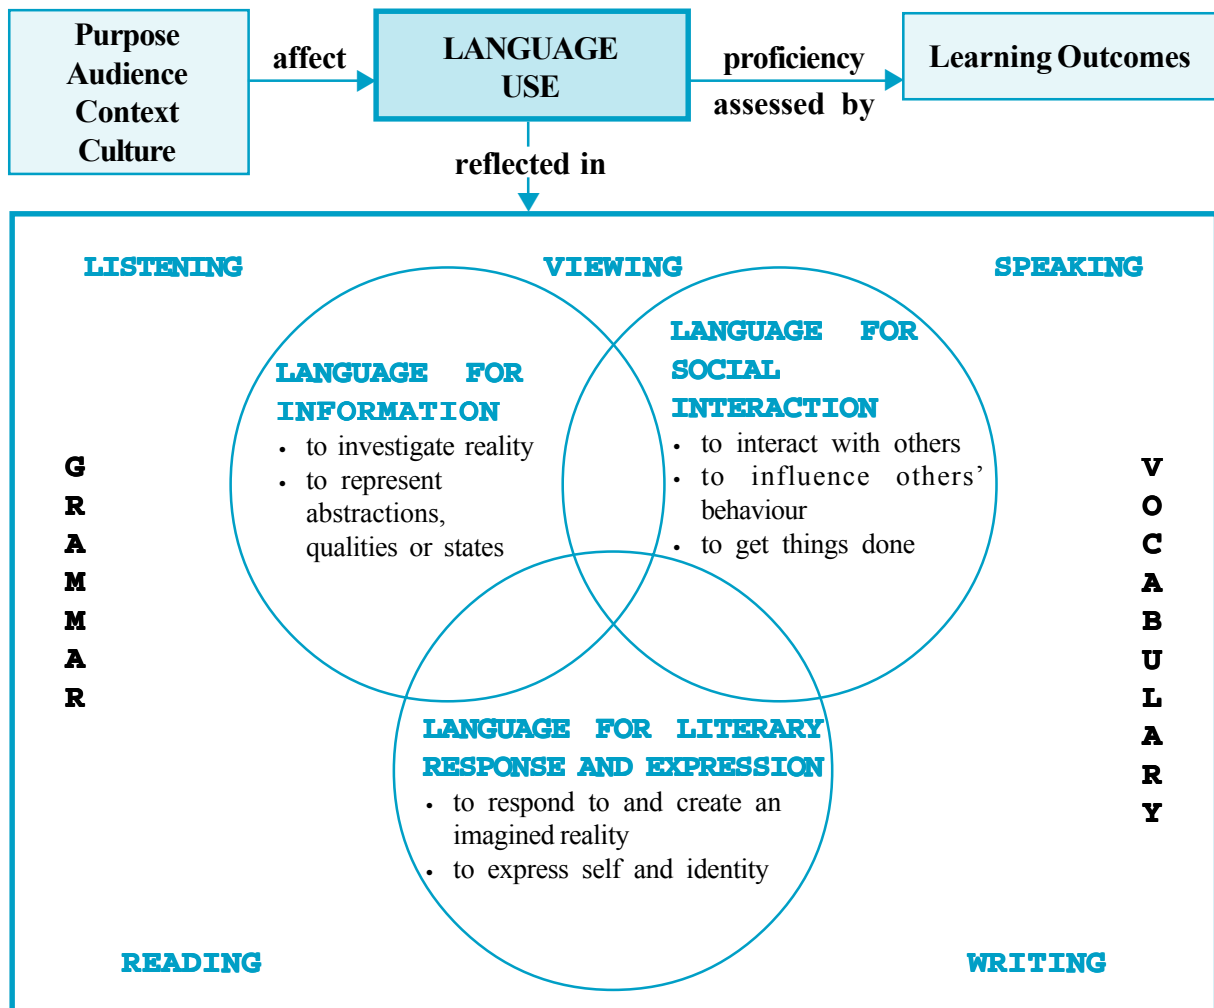 Purpose
Audience
Context
Culture
affect
LANGUAGE
USE
proficiency
assessed by
Learning Outcomes
reflected in
LISTENING
VIEWING
SPEAKING
LANGUAGE FOR
INFORMATION
• to investigate reality
• to represent
abstractions,
qualities or states
LANGUAGE FOR
SOCIAL
INTERACTION
• to interact with others
• to influence others’
behaviour
• to get things done
GRAMMAR
VOCABULARY
LANGUAGE FOR LITERARY
RESPONSE AND EXPRESSION
• to respond to and create an
imagined reality
• to express self and identity
READING
WRITING